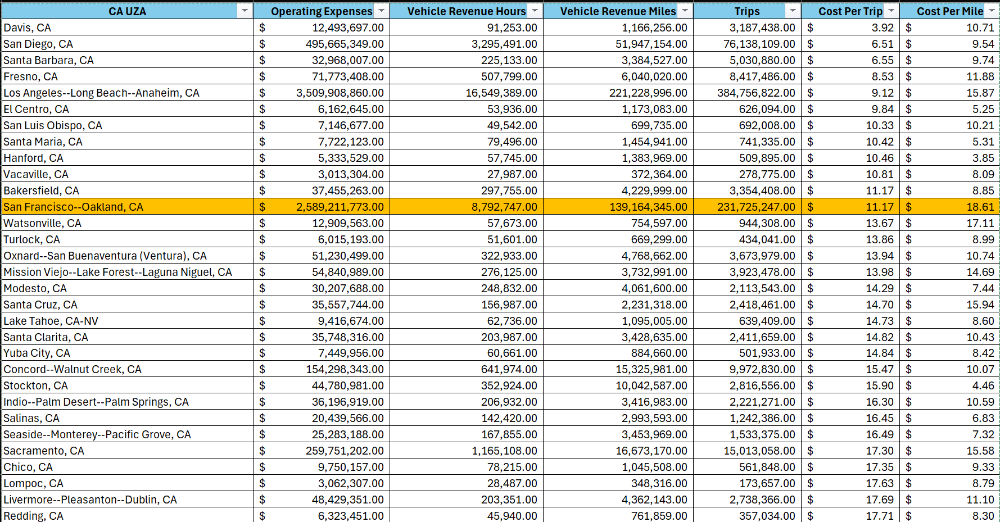 CA UZA Operating Expenses Vehicle Revenue Hours Vehicle Revenue Miles Trips Cost Per Trip Cost Per Mile
Davis, CA $ 12,493,697.00 91,253.00 1,166,256.00 3,187,438.00 $ 3.92 $ 10.71
San Diego, CA $ 495,665,349.00 3,295,491.00 51,947,154.00 76,138,109.00 $ 6.51 $ 9.54
Santa Barbara, CA $ 32,968,007.00 225,133.00 3,384,527.00 5,030,880.00 $ 6.55 $ 9.74
Fresno, CA $ 71,773,408.00 507,799.00 6,040,020.00 8,417,486.00 $ 8.53 $ 11.88
Los Angeles--Long Beach--Anaheim, CA $ 3,509,908,860.00 16,549,389.00 221,228,996.00 384,756,822.00 $ 9.12 $ 15.87
El Centro, CA $ 6,162,645.00 53,936.00 1,173,083.00 626,094.00 $ 9.84 $ 5.25
San Luis Obispo, CA $ 7,146,677.00 49,542.00 699,735.00 692,008.00 $ 10.33 $ 10.21
Santa Maria, CA $ 7,722,123.00 79,496.00 1,454,941.00 741,335.00 $ 10.42 $ 5.31
Hanford, CA $ 5,333,529.00 57,745.00 1,383,969.00 509,895.00 $ 10.46 $ 3.85
Vacaville, CA $ 3,013,304.00 27,987.00 372,364.00 278,775.00 $ 10.81 $ 8.09
Bakersfield, CA $ 37,455,263.00 297,755.00 4,229,999.00 3,354,408.00 $ 11.17 $ 8.85
San Francisco--Oakland, CA $ 2,589,211,773.00 8,792,747.00 139,164,345.00 231,725,247.00 $ 11.17 $ 18.61
Watsonville, CA $ 12,909,563.00 57,673.00 754,597.00 944,308.00 $ 13.67 $ 17.11
Turlock, CA $ 6,015,193.00 51,601.00 669,299.00 434,041.00 $ 13.86 $ 8.99
Oxnard--San Buenaventura (Ventura), CA $ 51,230,499.00 322,933.00 4,768,662.00 3,673,979.00 $ 13.94 $ 10.74
Mission Viejo--Lake Forest--Laguna Niguel, CA $ 54,840,989.00 276,125.00 3,732,991.00 3,923,478.00 $ 13.98 $ 14.69
Modesto, CA $ 30,207,688.00 248,832.00 4,061,600.00 2,113,543.00 $ 14.29 $ 7.44
Santa Cruz, CA $ 35,557,744.00 156,987.00 2,231,318.00 2,418,461.00 $ 14.70 $ 15.94
Lake Tahoe, CA-NV $ 9,416,674.00 62,736.00 1,095,005.00 639,409.00 $ 14.73 $ 8.60
Santa Clarita, CA $ 35,748,316.00 203,987.00 3,428,635.00 2,411,659.00 $ 14.82 $ 10.43
Yuba City, CA $ 7,449,956.00 60,661.00 884,660.00 501,933.00 $ 14.84 $ 8.42
Concord--Walnut Creek, CA $ 154,298,343.00 641,974.00 15,325,981.00 9,972,830.00 $ 15.47 $ 10.07
Stockton, CA $ 44,780,981.00 352,924.00 10,042,587.00 2,816,556.00 $ 15.90 $ 4.46
Indio--Palm Desert--Palm Springs, CA $ 36,196,919.00 206,932.00 3,416,983.00 2,221,271.00 $ 16.30 $ 10.59
Salinas, CA $ 20,439,566.00 142,420.00 2,993,593.00 1,242,386.00 $ 16.45 $ 6.83
Seaside--Monterey--Pacific Grove, CA $ 25,283,188.00 167,855.00 3,453,969.00 1,533,375.00 $ 16.49 $ 7.32
Sacramento, CA $ 259,751,202.00 1,165,108.00 16,673,170.00 15,013,058.00 $ 17.30 $ 15.58
Chico, CA $ 9,750,157.00 78,215.00 1,045,508.00 561,848.00 $ 17.35 $ 9.33
Lompoc, CA $ 3,062,307.00 28,487.00 348,316.00 173,657.00 $ 17.63 $ 8.79
Livermore--Pleasanton--Dublin, CA $ 48,429,351.00 203,351.00 4,362,143.00 2,738,366.00 $ 17.69 $ 11.10
Redding, CA $ 6,323,451.00 45,940.00 761,859.00 357,034.00 $ 17.71 $ 8.30